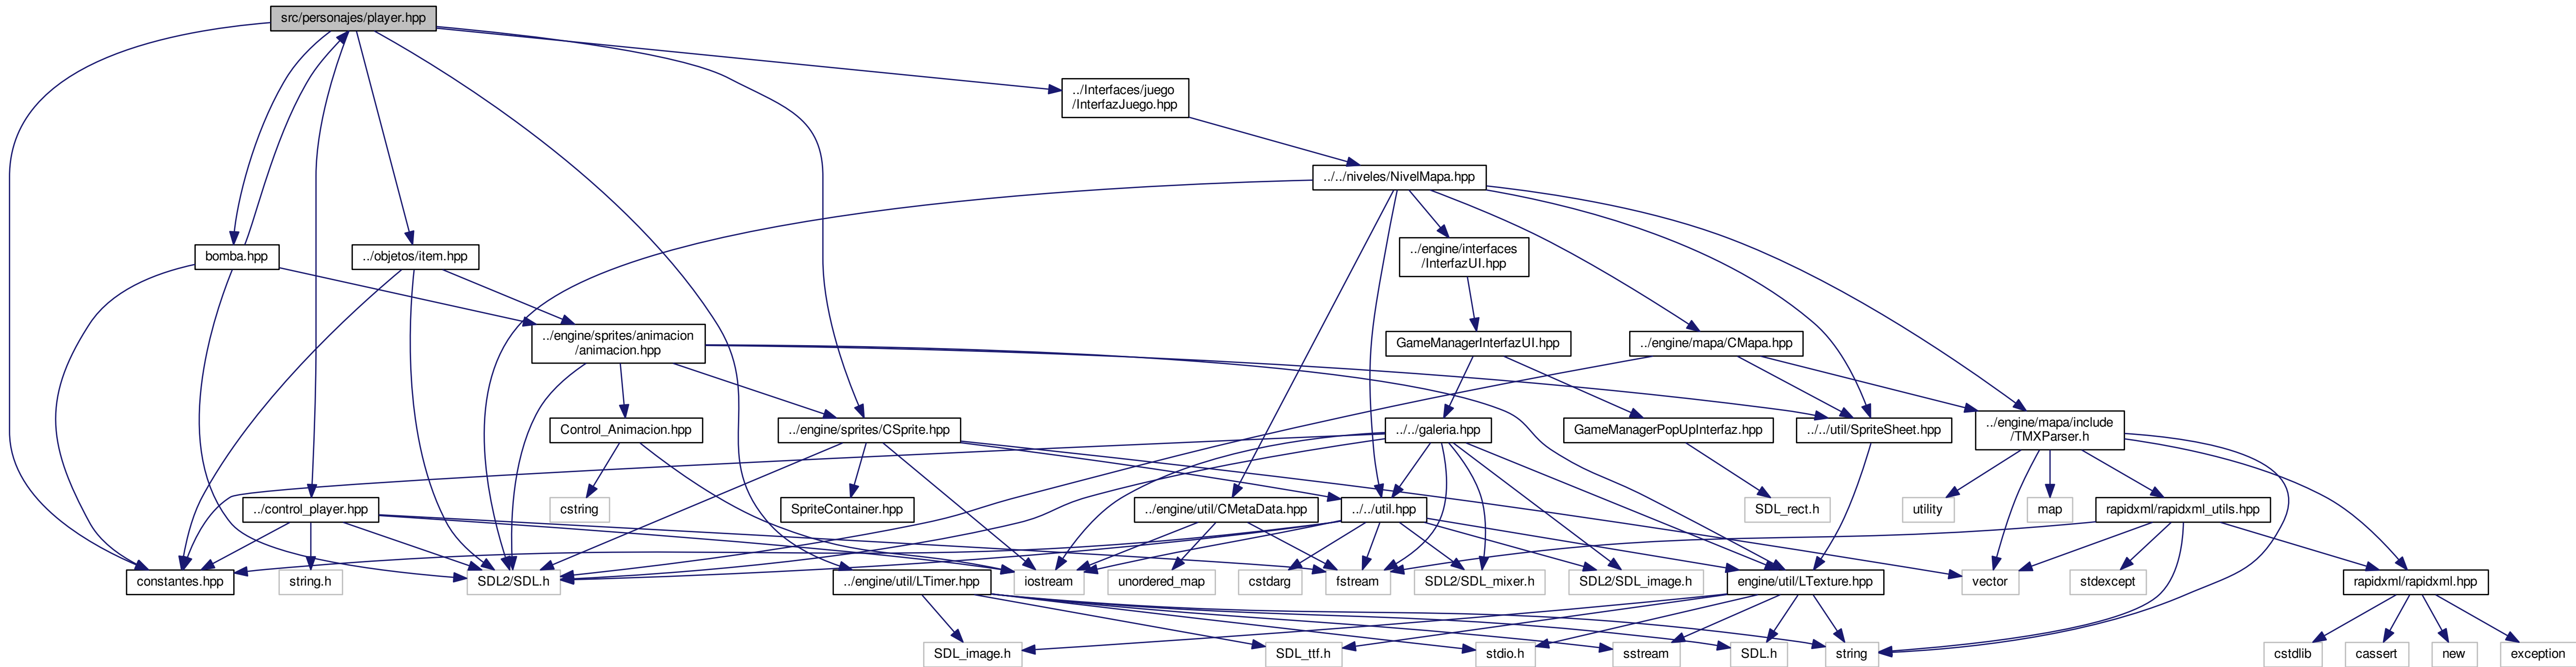 src/personajes/player.hpp
../Interfaces/juego
/InterfazJuego.hpp
../../niveles/NivelMapa.hpp
bomba.hpp
../objetos/item.hpp
../engine/interfaces
/InterfazUI.hpp
../engine/sprites/animacion
/animacion.hpp
GameManagerInterfazUI.hpp
../engine/mapa/CMapa.hpp
Control_Animacion.hpp
../engine/sprites/CSprite.hpp
../../galeria.hpp
GameManagerPopUpInterfaz.hpp
../../util/SpriteSheet.hpp
../engine/mapa/include
/TMXParser.h
../control_player.hpp
cstring
SpriteContainer.hpp
../engine/util/CMetaData.hpp
../../util.hpp
SDL_rect.h
utility
map
rapidxml/rapidxml_utils.hpp
constantes.hpp
string.h
SDL2/SDL.h
../engine/util/LTimer.hpp
iostream
unordered_map
cstdarg
fstream
SDL2/SDL_mixer.h
SDL2/SDL_image.h
engine/util/LTexture.hpp
vector
stdexcept
rapidxml/rapidxml.hpp
SDL_image.h
SDL_ttf.h
stdio.h
sstream
SDL.h
string
cstdlib
cassert
new
exception